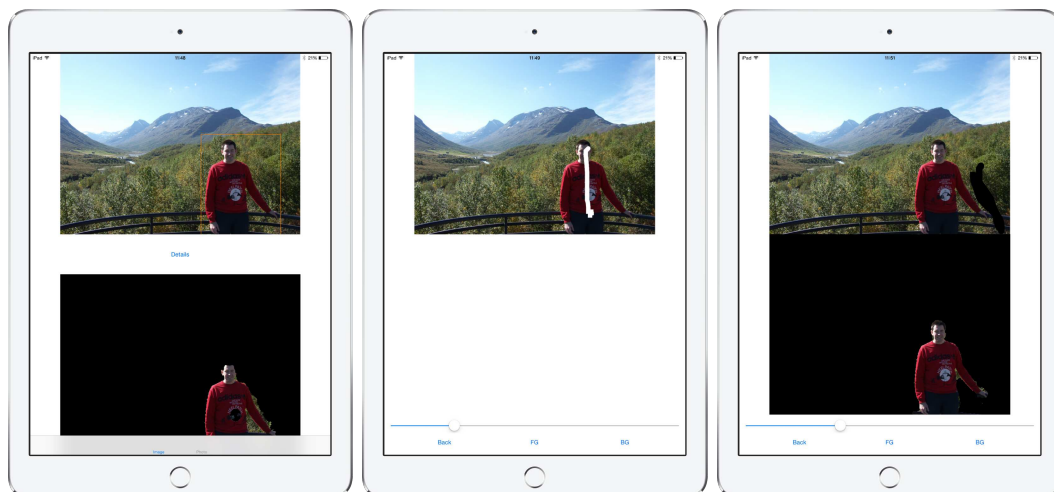 iPad 11:48 21%
Details
Image Photo
iPad 11:49 21%
Back FG BG
iPad 11:51 21%
Back FG BG